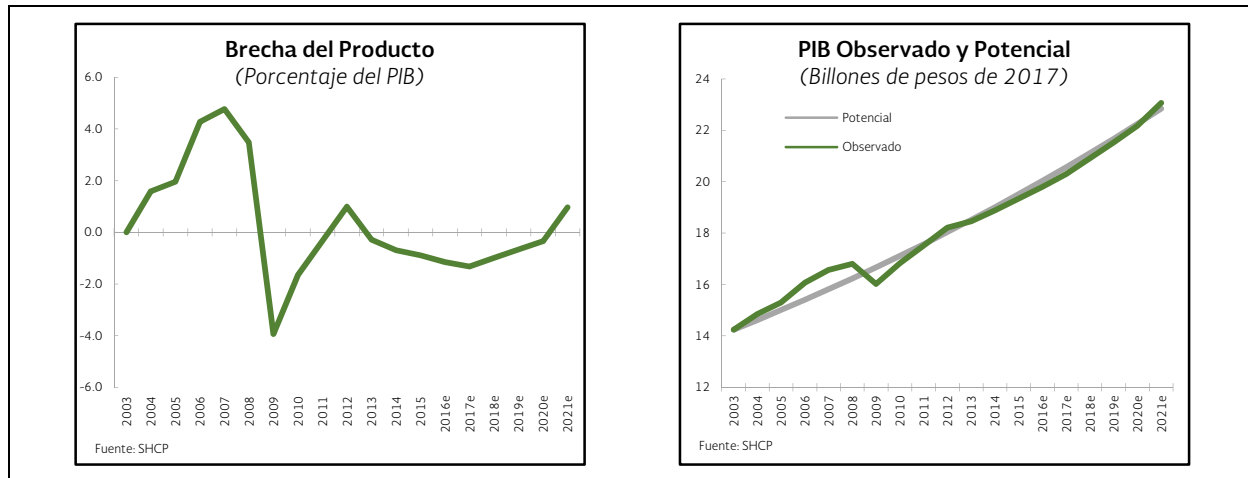 Brecha del Producto
(Porcentaje del PIB)
6.0
4.0
2.0
0.0
-2.0
-4.0
-6.0
2003
2004
2005
2006
2007
2008
2009
2010
2011
2012
2013
2014
2015
2016e
2017e
2018e
2019e
2020e
2021e
Fuente: SHCP
PIB Observado y Potencial
(Billones de pesos de 2017)
24
22
20
18
16
14
12
Potencial
Observado
2003
2004
2005
2006
2007
2008
2009
2010
2011
2012
2013
2014
2015
2016e
2017e
2018e
2019e
2020e
2021e
Fuente: SHCP